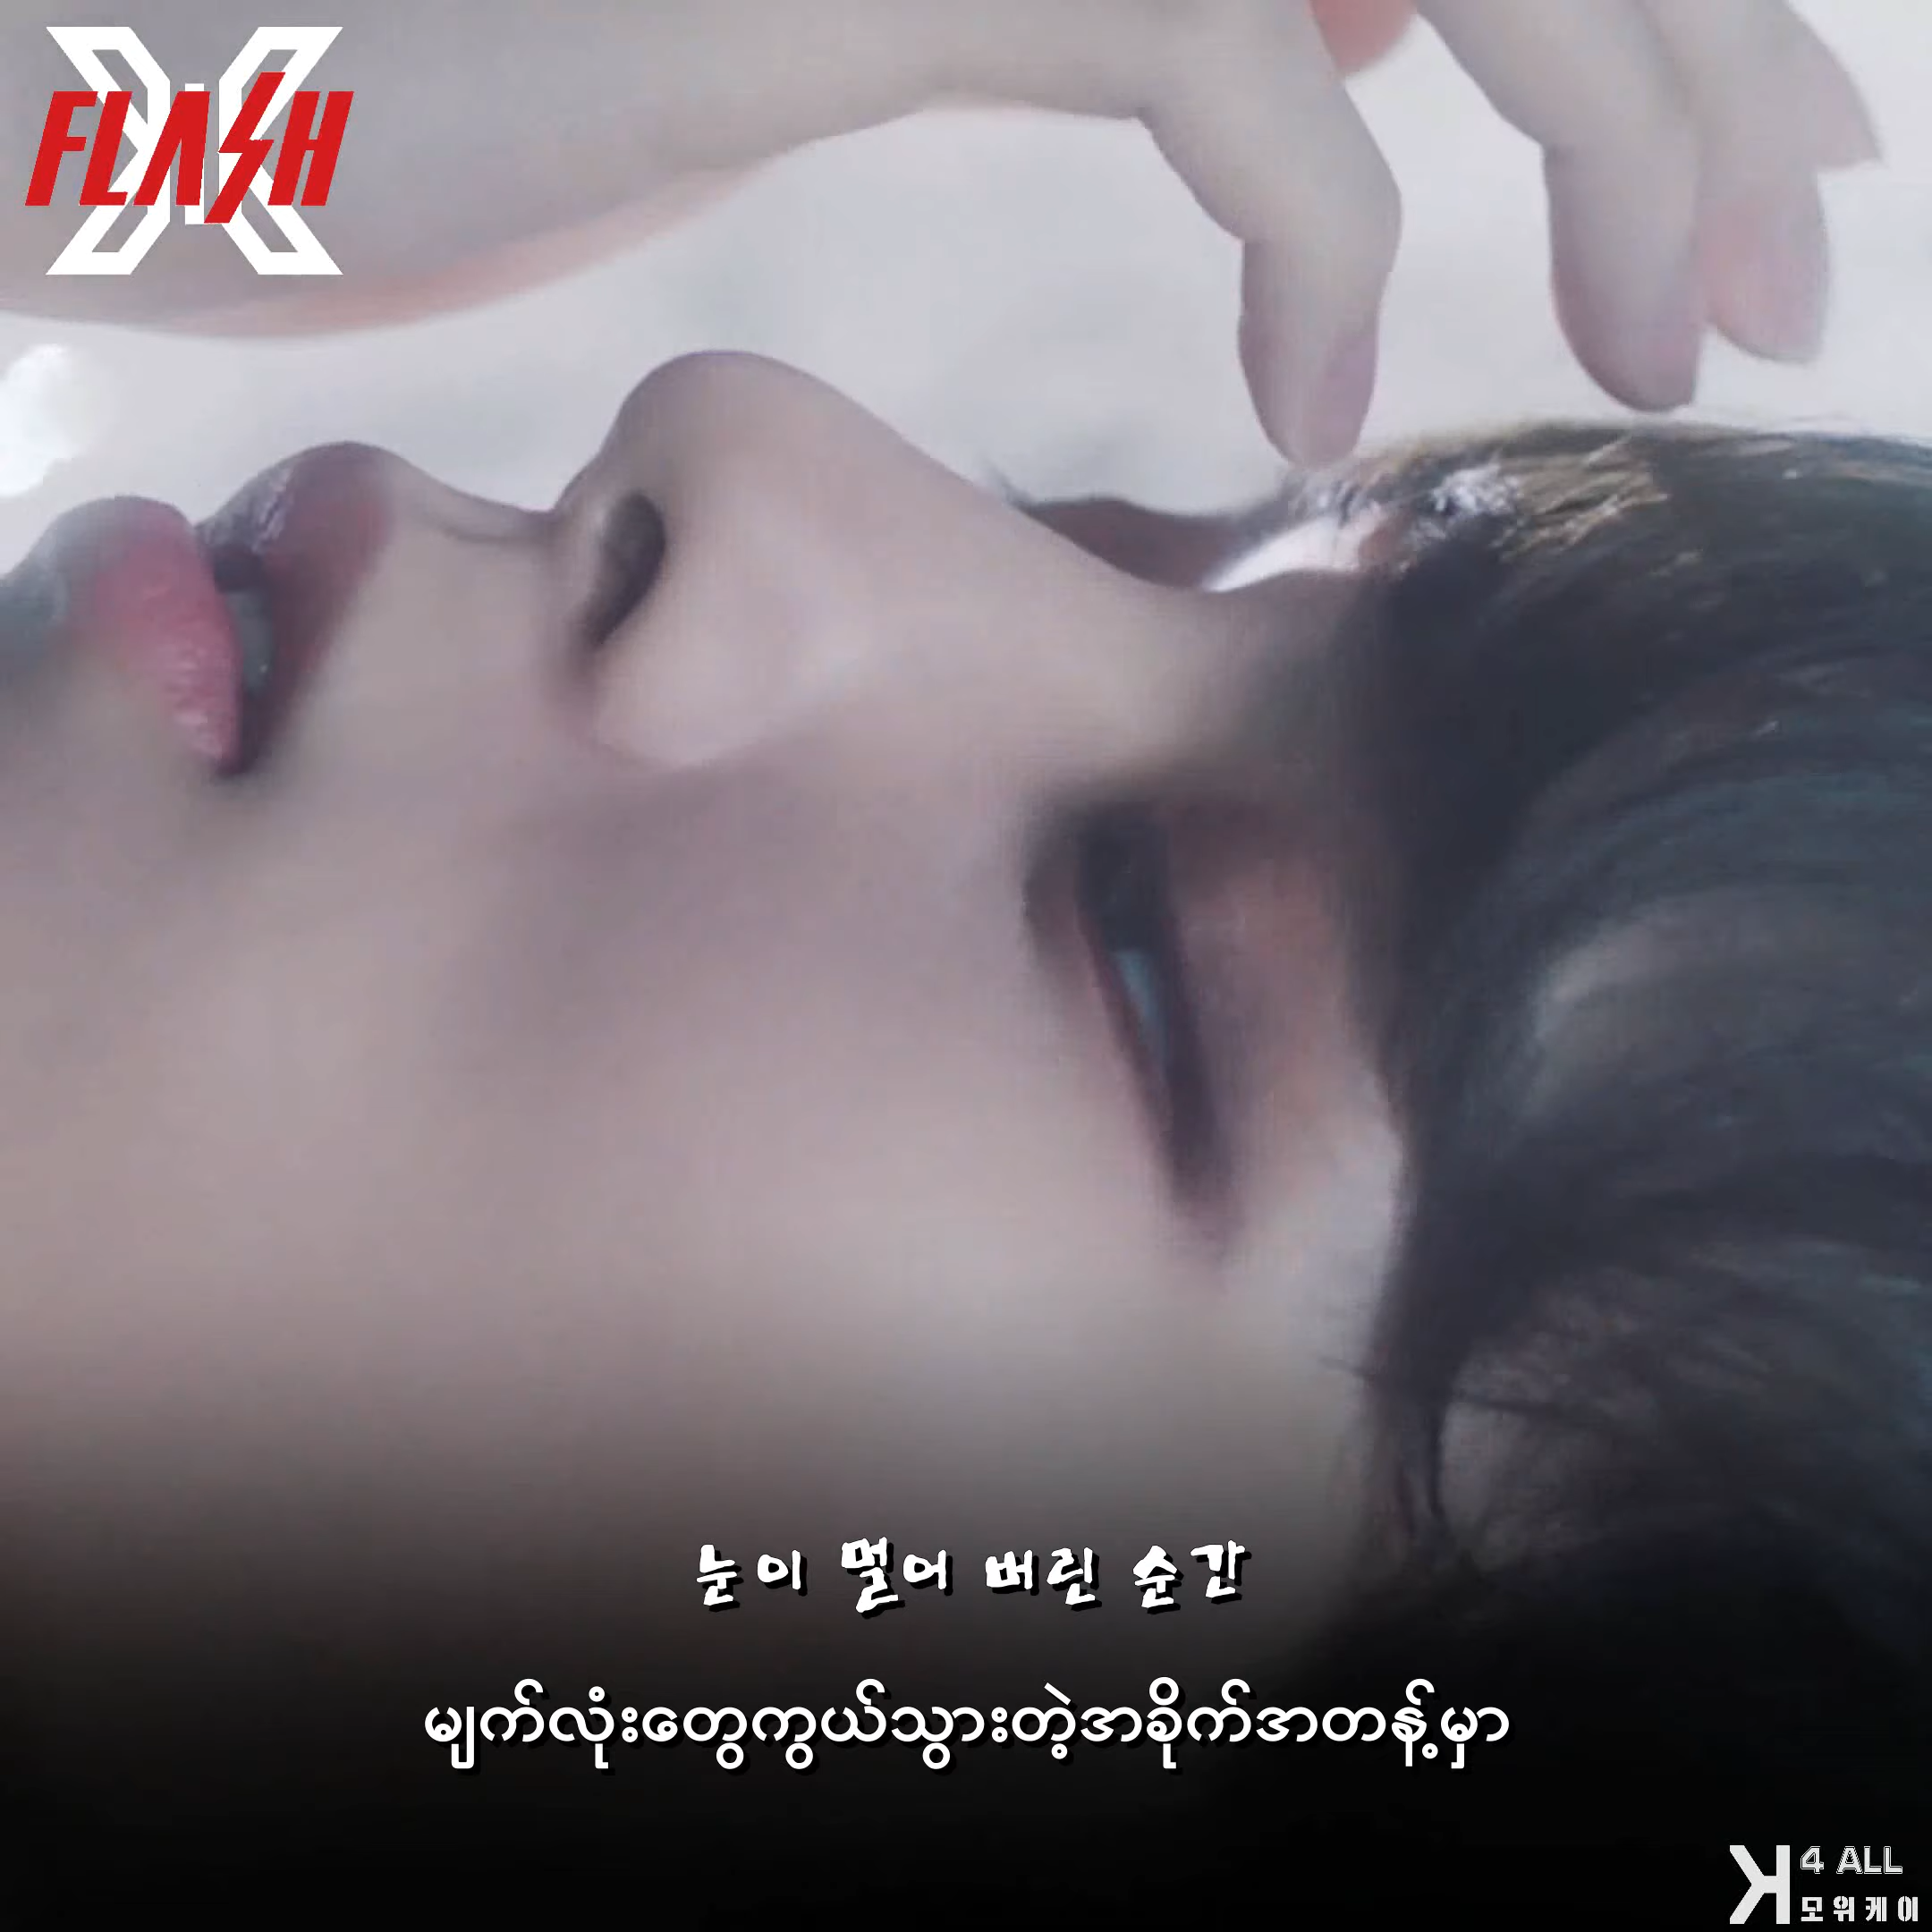 X
FLASH
눈이 멀어 버린 순간
မျက်လုံးတွေကွယ်သွားတဲ့အခိုက်အတန့်မှာ
K 4 ALL
모위케이